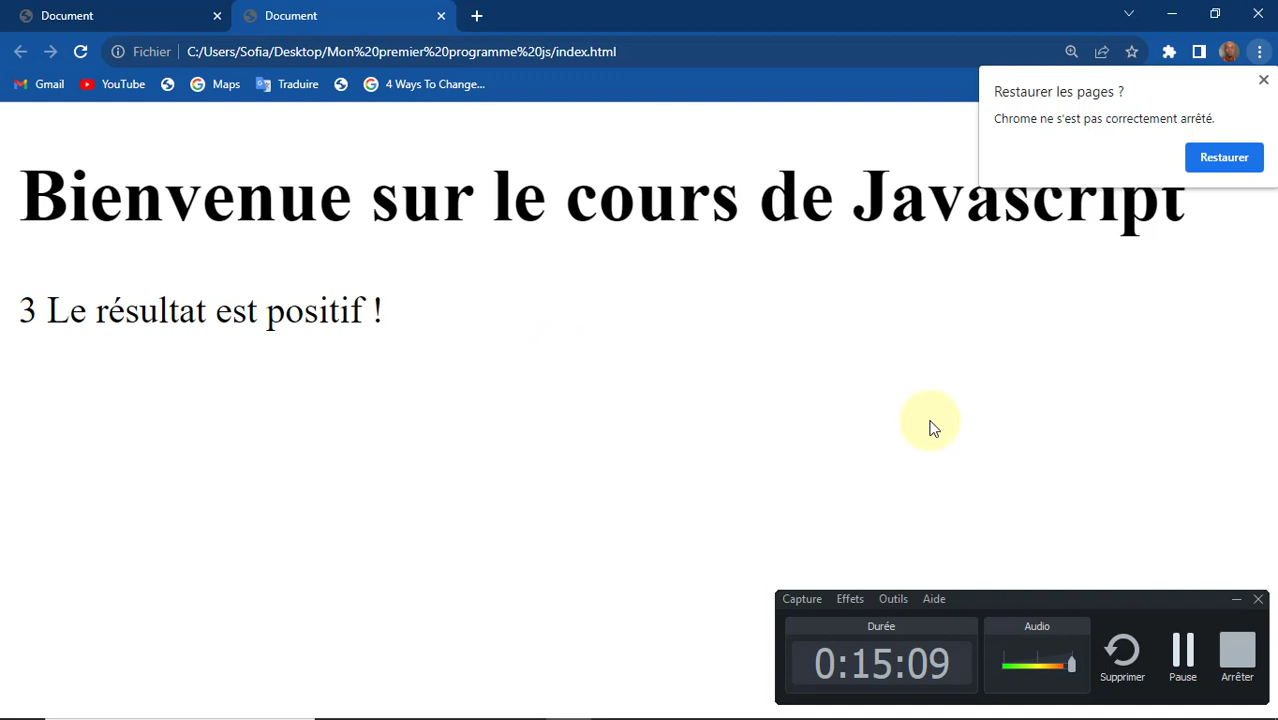 Document
Document
Fichier
C:/Users/Sofia/Desktop/Mon%20premier%20programme%20js/index.html
Gmail
YouTube
Maps
Traduire
4 Ways To Change...
Restaurer les pages ?
Chrome ne s'est pas correctement arrêté.
Restaurer
Bienvenue sur le cours de Javascript
3 Le résultat est positif !
Capture Effets Outils Aide
Durée
0:15:09
Audio
Supprimer
Pause
Arrêter